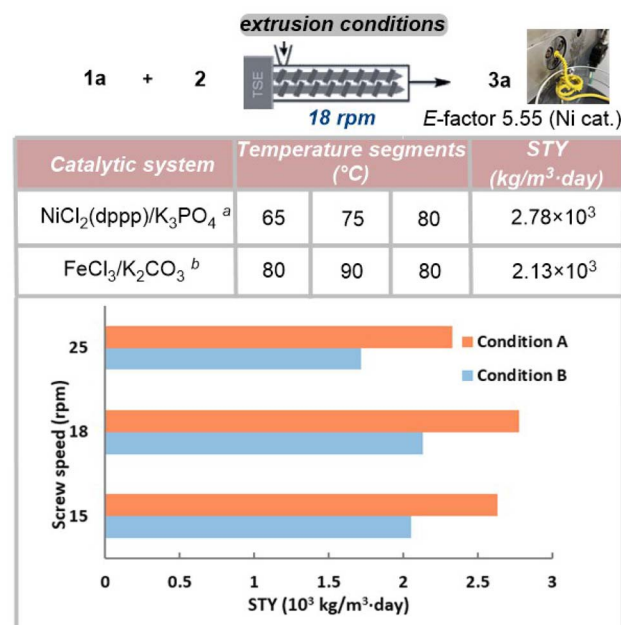 extrusion conditions
1a + 2
TSE
3a
18 rpm
E-factor 5.55 (Ni cat.)
Catalytic system
Temperature segments
(°C)
STY
(kg/m³·day)
NiCl₂(dppp)/K₃PO₄ ᵃ 65 75 80 2.78×10³
FeCl₃/K₂CO₃ ᵇ 80 90 80 2.13×10³
Screw speed (rpm)
25
18
15
Condition A
Condition B
0 0.5 1 1.5 2 2.5 3
STY (10³ kg/m³·day)